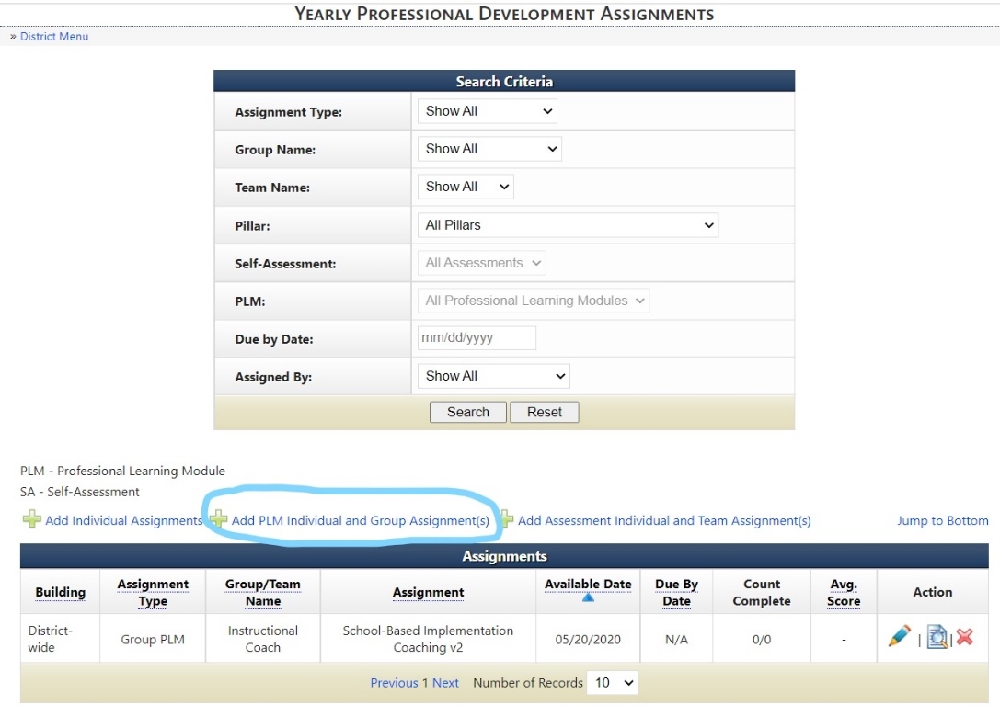 Yearly Professional Development Assignments
» District Menu
Search Criteria
Assignment Type: Show All
Group Name: Show All
Team Name: Show All
Pillar: All Pillars
Self-Assessment: All Assessments
PLM: All Professional Learning Modules
Due by Date: mm/dd/yyyy
Assigned By: Show All
Search Reset
PLM - Professional Learning Module
SA - Self-Assessment
Add Individual Assignments Add PLM Individual and Group Assignment(s) Add Assessment Individual and Team Assignment(s) Jump to Bottom
Assignments
Building Assignment Type Group/Team Name Assignment Available Date Due By Date Count Complete Avg. Score Action
District-wide Group PLM Instructional Coach School-Based Implementation Coaching v2 05/20/2020 N/A 0/0 - | |
Previous 1 Next Number of Records 10